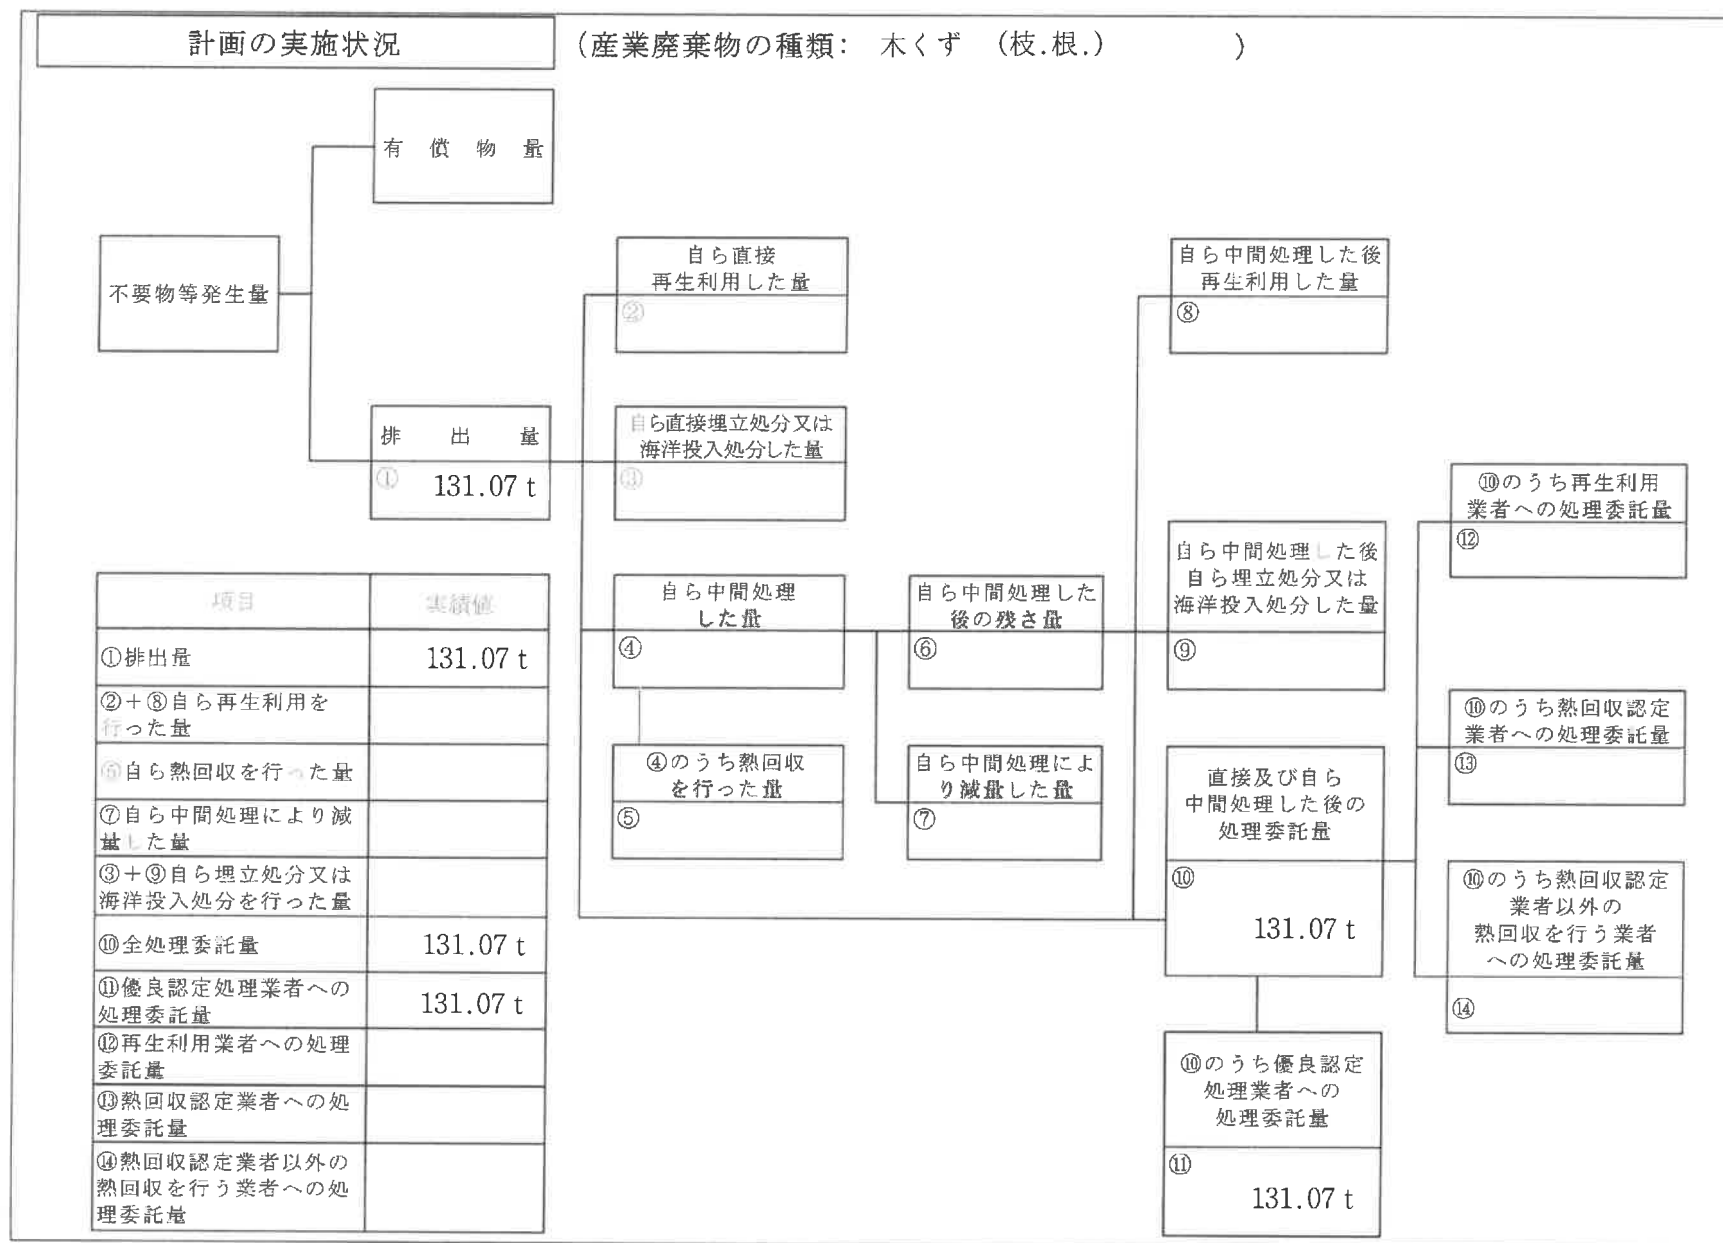 計画の実施状況
(産業廃棄物の種類： 木くず (枝.根.) )
有償物量
不要物等発生量
排出量
① 131.07 t
自ら直接
再生利用した量
②
自ら直接埋立処分又は
海洋投入処分した量
③
自ら中間処理
した量
④
④のうち熱回収
を行った量
⑤
自ら中間処理した
後の残さ量
⑥
自ら中間処理によ
り減量した量
⑦
自ら中間処理した後
再生利用した量
⑧
自ら中間処理した後
自ら埋立処分又は
海洋投入処分した量
⑨
直接及び自ら
中間処理した後の
処理委託量
⑩
131.07 t
⑩のうち優良認定
処理業者への
処理委託量
⑪
131.07 t
⑩のうち再生利用
業者への処理委託量
⑫
⑩のうち熱回収認定
業者への処理委託量
⑬
⑩のうち熱回収認定
業者以外の
熱回収を行う業者
への処理委託量
⑭
項目 実績値
①排出量 131.07 t
②＋⑧自ら再生利用を
行った量
⑤自ら熱回収を行った量
⑦自ら中間処理により減
量した量
③＋⑨自ら埋立処分又は
海洋投入処分を行った量
⑩全処理委託量 131.07 t
⑪優良認定処理業者への
処理委託量 131.07 t
⑫再生利用業者への処理
委託量
⑬熱回収認定業者への処
理委託量
⑭熱回収認定業者以外の
熱回収を行う業者への処
理委託量